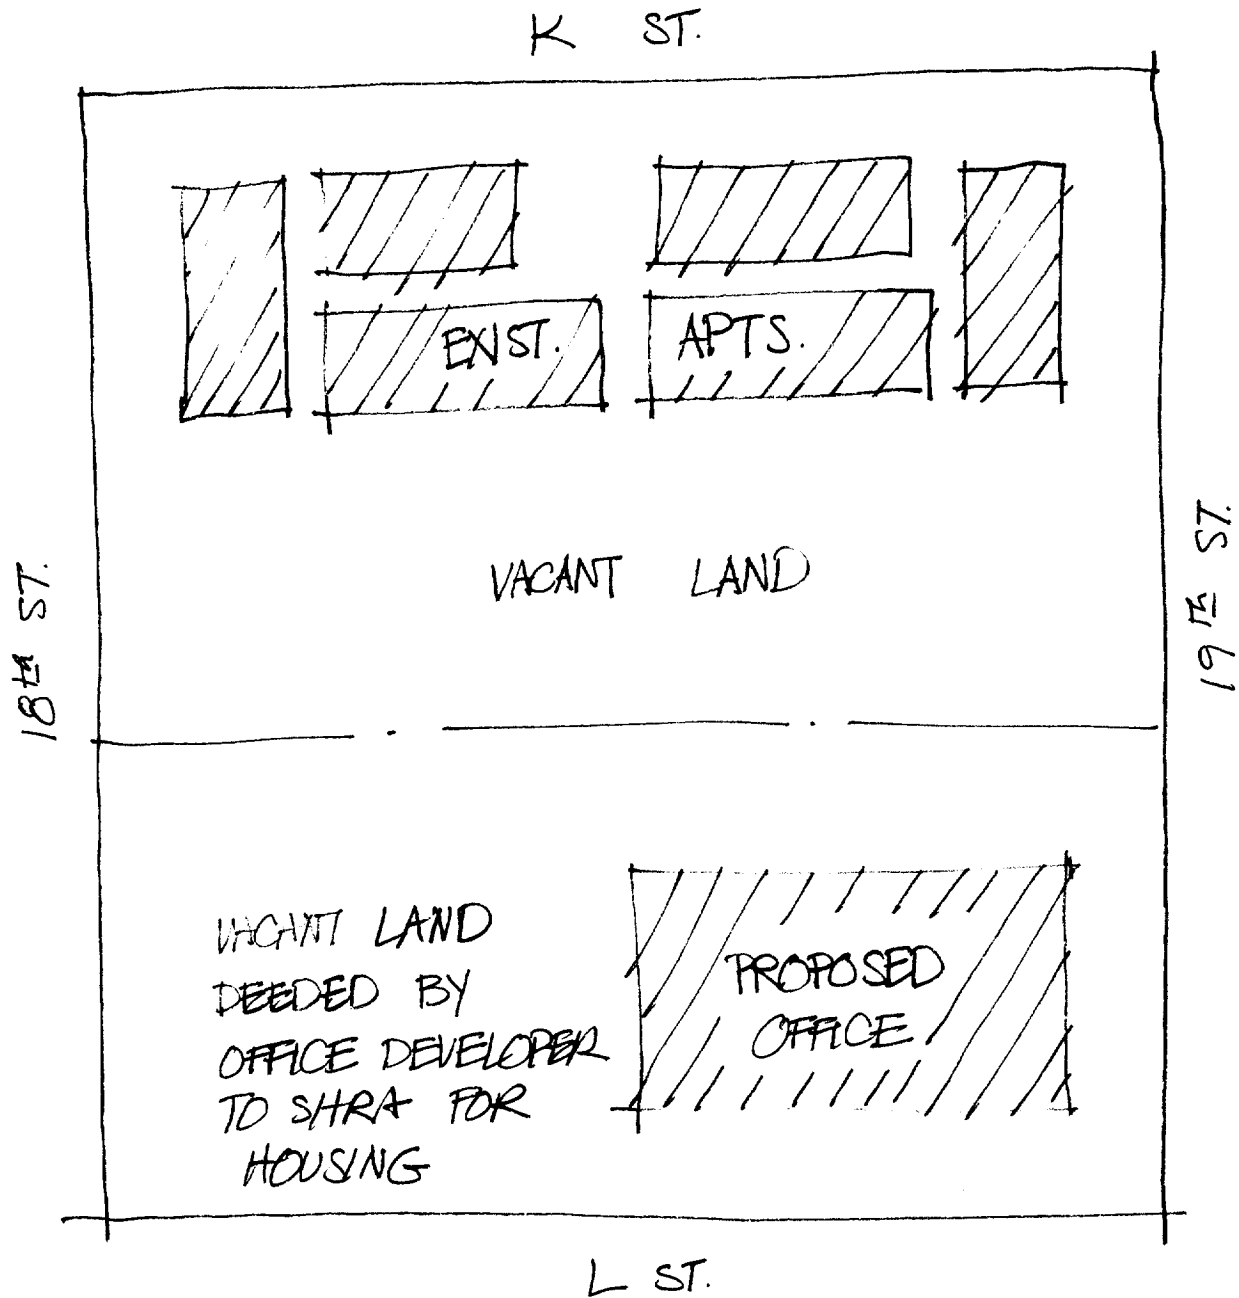 K ST.
EXIST. APTS.
VACANT LAND
18th ST.
19th ST.
VACANT LAND
DEEDED BY
OFFICE DEVELOPER
TO SHRA FOR
HOUSING
PROPOSED
OFFICE
L ST.